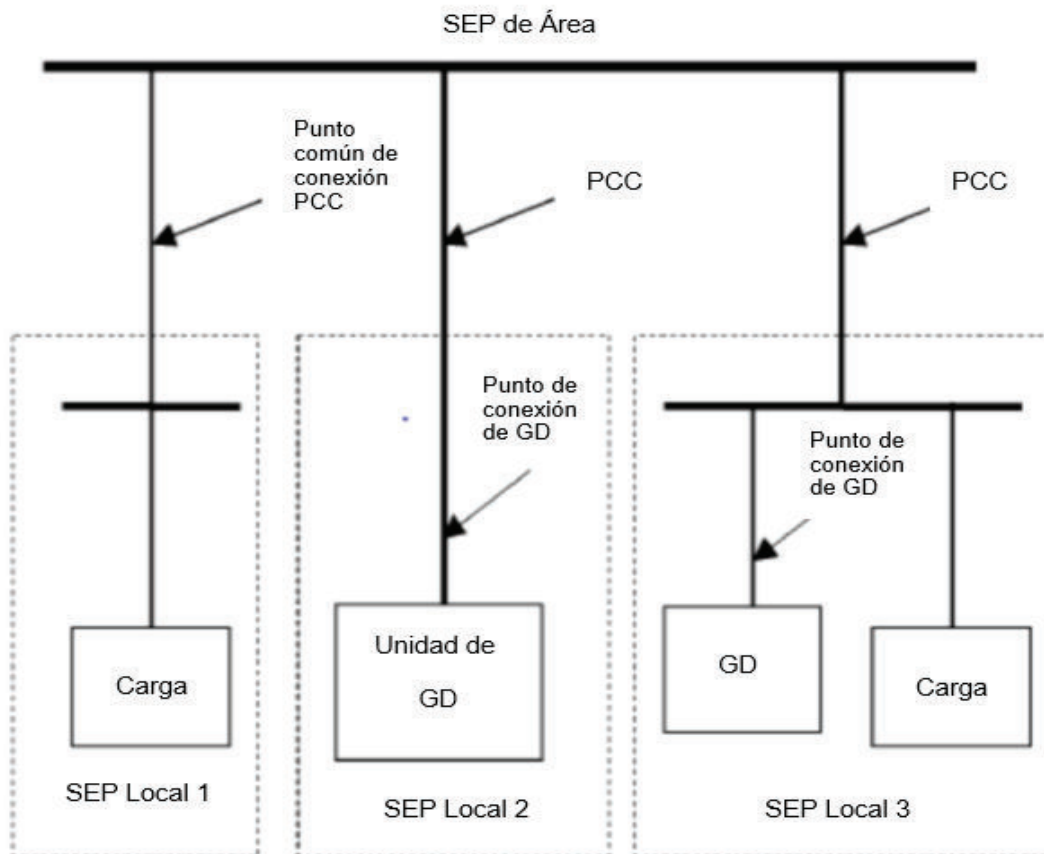 SEP de Área
Punto
común de
conexión
PCC
PCC
PCC
Punto de
conexión
de GD
Punto de
conexión
de GD
Carga
Unidad de
GD
GD
Carga
SEP Local 1
SEP Local 2
SEP Local 3